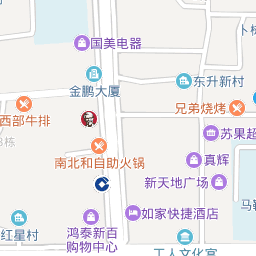 卜杨
国美电器
金鹏大厦
东升新村
西部牛排
兄弟烧烤
苏果超
南北和自助火锅
真辉
新天地广场
如家快捷酒店
马鞍
红星村
鸿泰新百
购物中心
工人文化宫